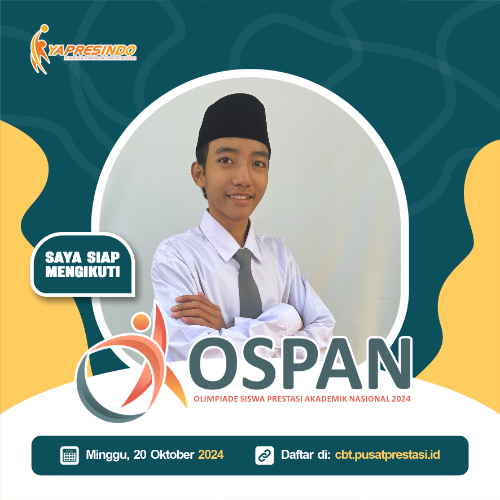 YAPRESINDO
SAYA SIAP
MENGIKUTI
OSPAN
OLIMPIADE SISWA PRESTASI AKADEMIK NASIONAL 2024
Minggu, 20 Oktober 2024
Daftar di: cbt.pusatprestasi.id